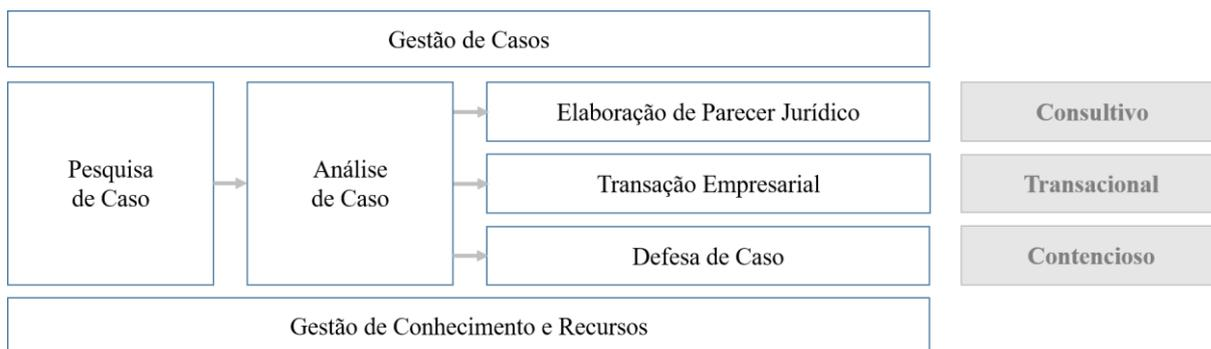 Gestão de Casos
Pesquisa
de Caso
Análise
de Caso
Elaboração de Parecer Jurídico
Consultivo
Transação Empresarial
Transacional
Defesa de Caso
Contencioso
Gestão de Conhecimento e Recursos